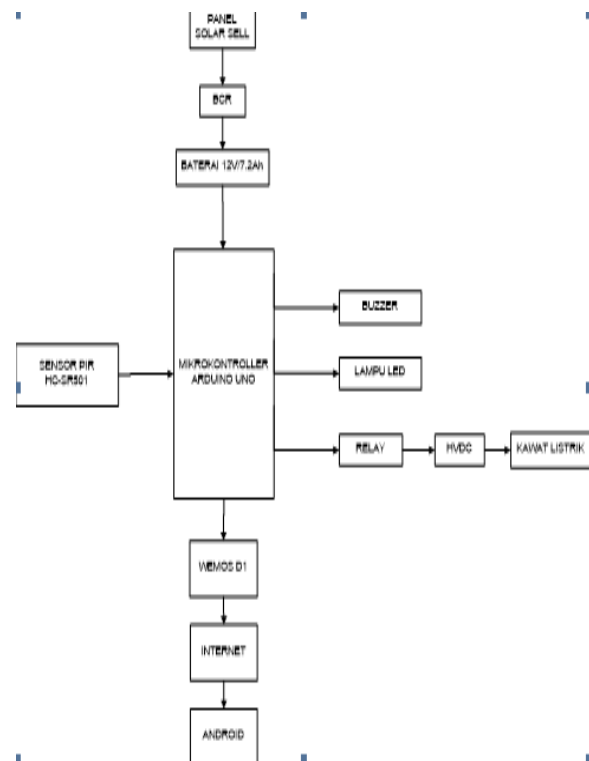 PANEL
SOLAR SELL
BCR
BATERAI 12V/7.2Ah
BUZZER
SENSOR PIR
HC-SR501
MIKROKONTROLLER
ARDUINO UNO
LAMPU LED
RELAY
HVDC
KAWAT LISTRIK
WEMOS D1
INTERNET
ANDROID